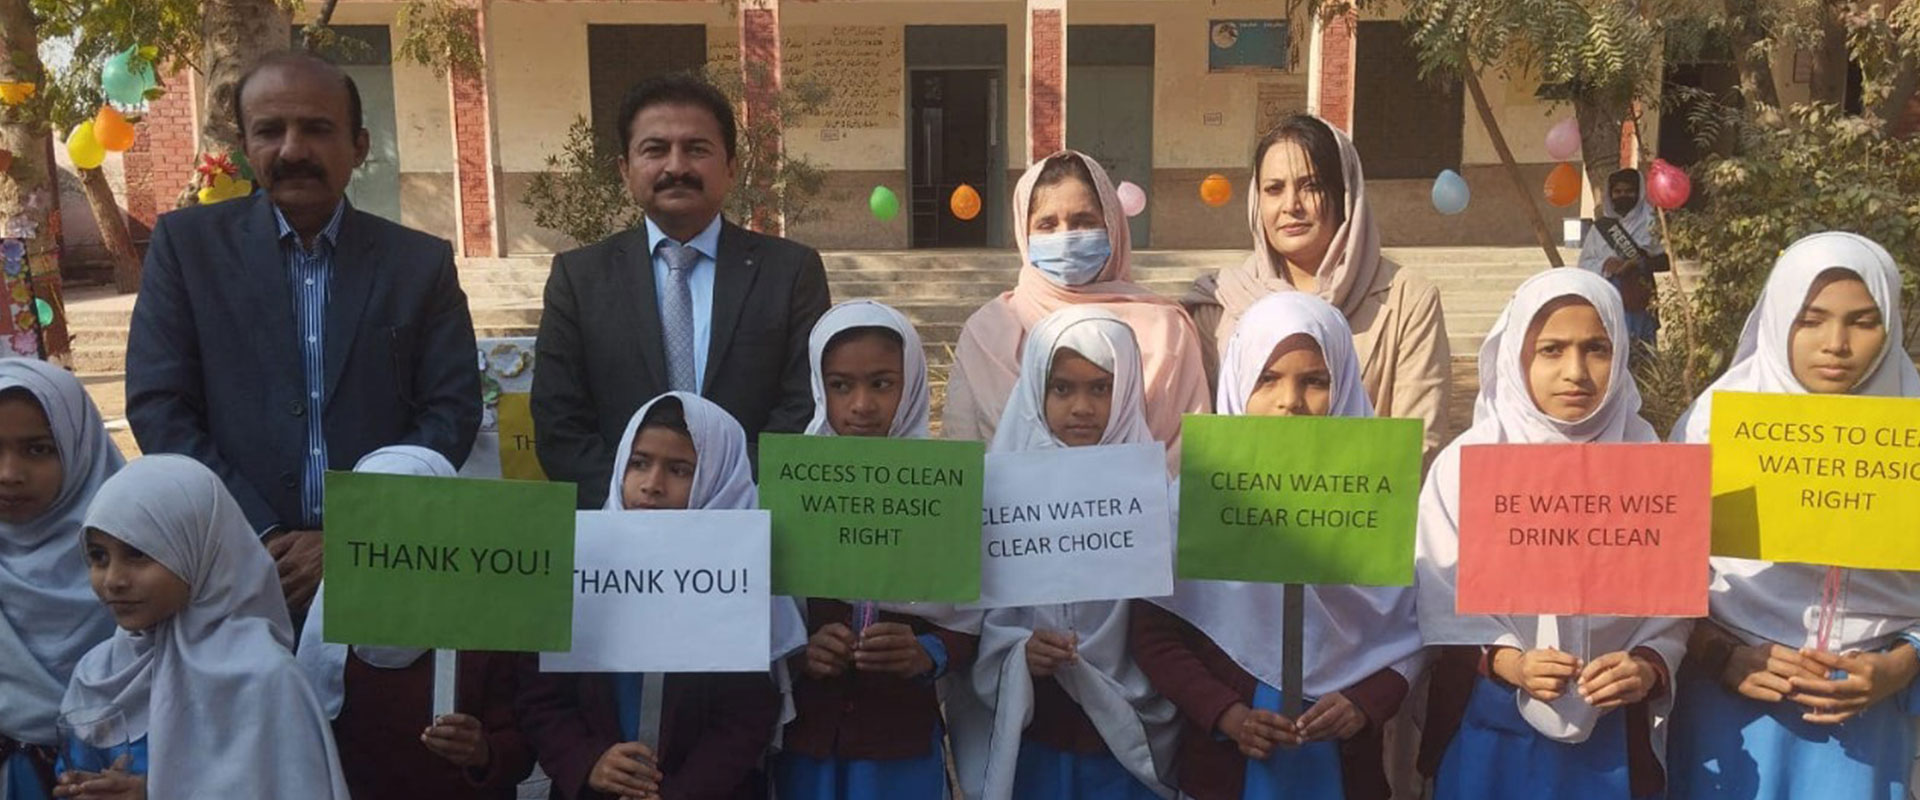 THANK YOU!
THANK YOU!
TH
ACCESS TO CLEAN
WATER BASIC
RIGHT
CLEAN WATER A
CLEAR CHOICE
CLEAN WATER A
CLEAR CHOICE
BE WATER WISE
DRINK CLEAN
ACCESS TO CLEA
WATER BASIC
RIGHT